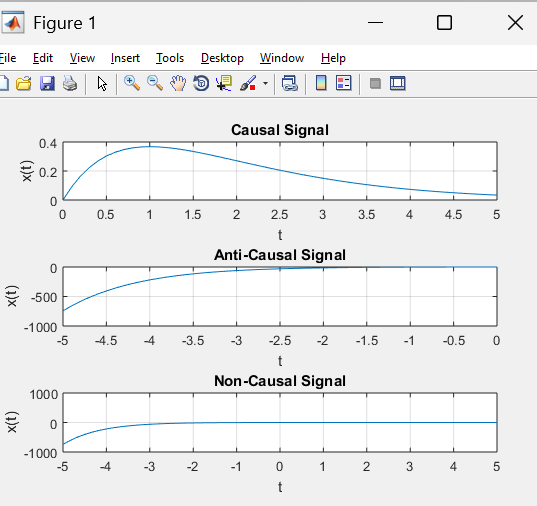 Figure 1
File Edit View Insert Tools Desktop Window Help
Causal Signal
0.4
0.2
0
x(t)
0 0.5 1 1.5 2 2.5 3 3.5 4 4.5 5
t
Anti-Causal Signal
0
-500
-1000
x(t)
-5 -4.5 -4 -3.5 -3 -2.5 -2 -1.5 -1 -0.5 0
t
Non-Causal Signal
1000
0
-1000
x(t)
-5 -4 -3 -2 -1 0 1 2 3 4 5
t